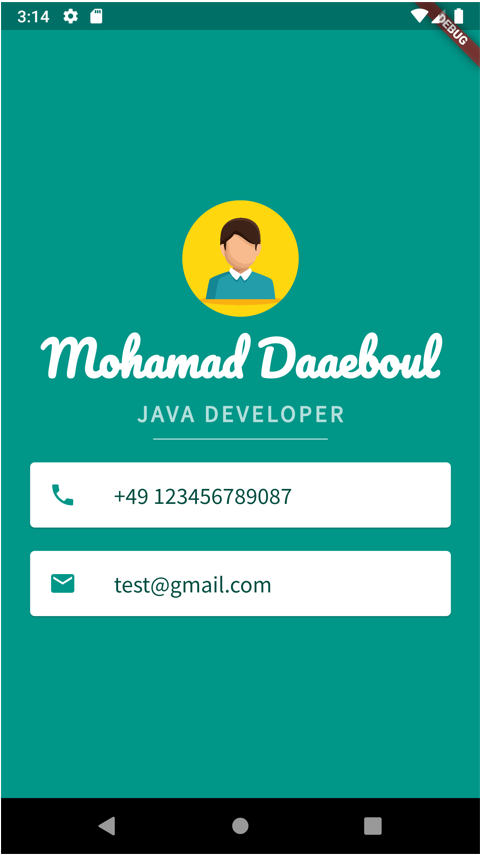 3:14
DEBUG
Mohamad Daaeboul
JAVA DEVELOPER
+49 123456789087
test@gmail.com